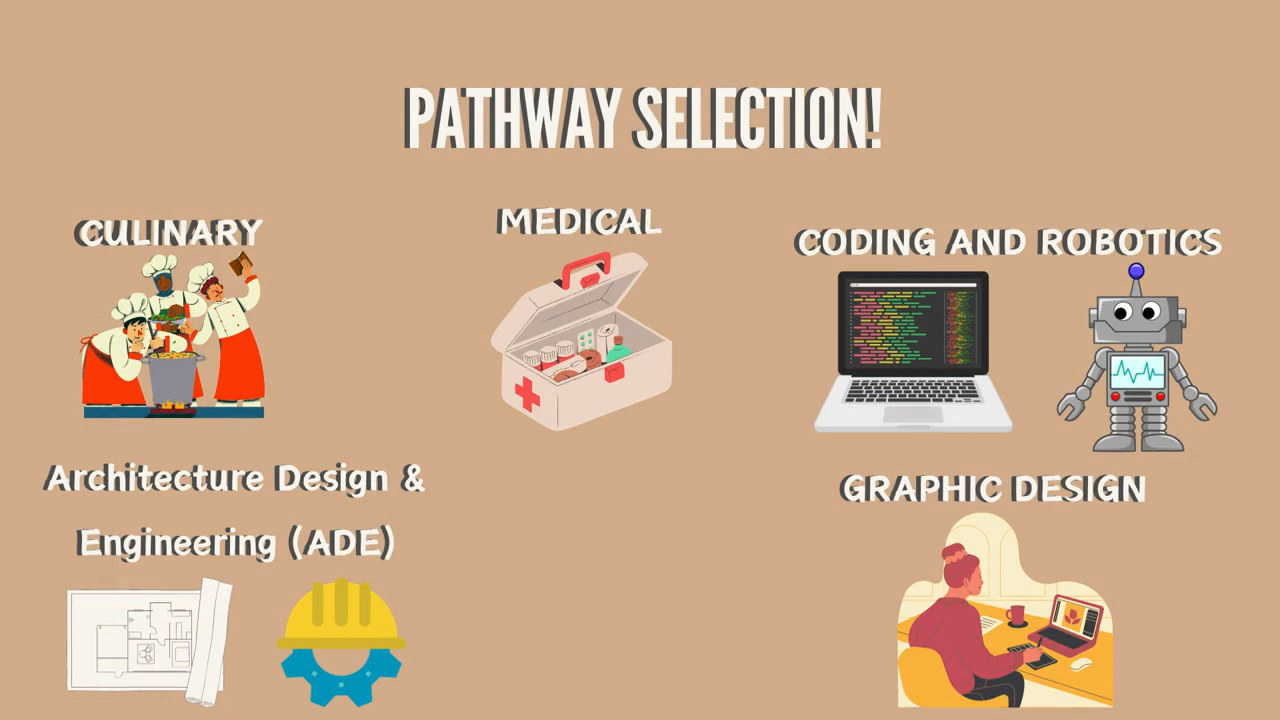 PATHWAY SELECTION!
CULINARY
MEDICAL
CODING AND ROBOTICS
Architecture Design &
Engineering (ADE)
GRAPHIC DESIGN